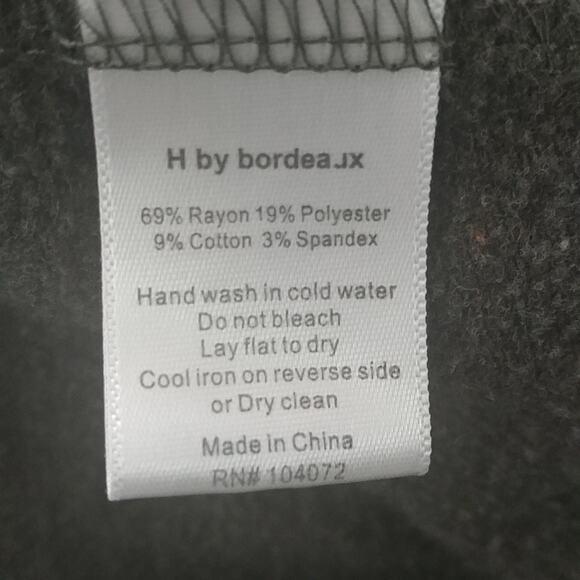 H by bordeaux
69% Rayon 19% Polyester
9% Cotton 3% Spandex
Hand wash in cold water
Do not bleach
Lay flat to dry
Cool iron on reverse side
or Dry clean
Made in China
RN# 104072